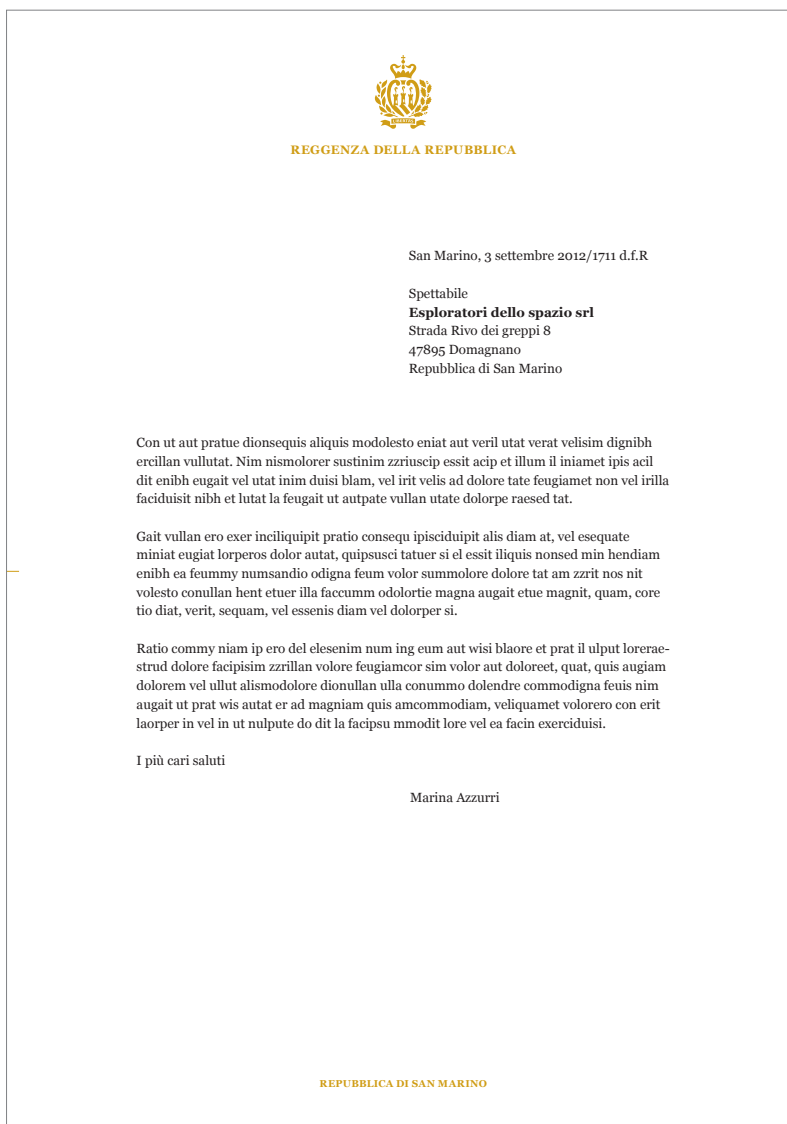 LIBERTAS
REGGENZA DELLA REPUBBLICA
San Marino, 3 settembre 2012/1711 d.f.R
Spettabile
Esploratori dello spazio srl
Strada Rivo dei greppi 8
47895 Domagnano
Repubblica di San Marino
Con ut aut pratue dionsequis aliquis modolesto eniat aut veril utat verat velisim dignibh
ercillan vullutat. Nim nismolorer sustinim zzriuscip essit acip et illum il iniamet ipis acil
dit enibh eugait vel utat inim duisi blam, vel irit velis ad dolore tate feugiamet non vel irilla
faciduisit nibh et lutat la feugait ut autpate vullan utate dolorpe raesed tat.
Gait vullan ero exer inciliquipit pratio consequ ipisciduipit alis diam at, vel esequate
miniat eugiat lorperos dolor autat, quipsusci tatuer si el essit iliquis nonsed min hendiam
enibh ea feummy numsandio odigna feum volor summolore dolore tat am zzrit nos nit
volesto conullan hent etuer illa faccumm odolortie magna augait etue magnit, quam, core
tio diat, verit, sequam, vel essenis diam vel dolorper si.
Ratio commy niam ip ero del elesenim num ing eum aut wisi blaore et prat il ulput lorerae-
strud dolore facipisim zzrillan volore feugiamcor sim volor aut doloreet, quat, quis augiam
dolorem vel ullut alismodolore dionullan ulla conummo dolendre commodigna feuis nim
augait ut prat wis autat er ad magniam quis amcommodiam, veliquamet volorero con erit
laorper in vel in ut nulpute do dit la facipsu mmodit lore vel ea facin exerciduisi.
I più cari saluti
Marina Azzurri
REPUBBLICA DI SAN MARINO